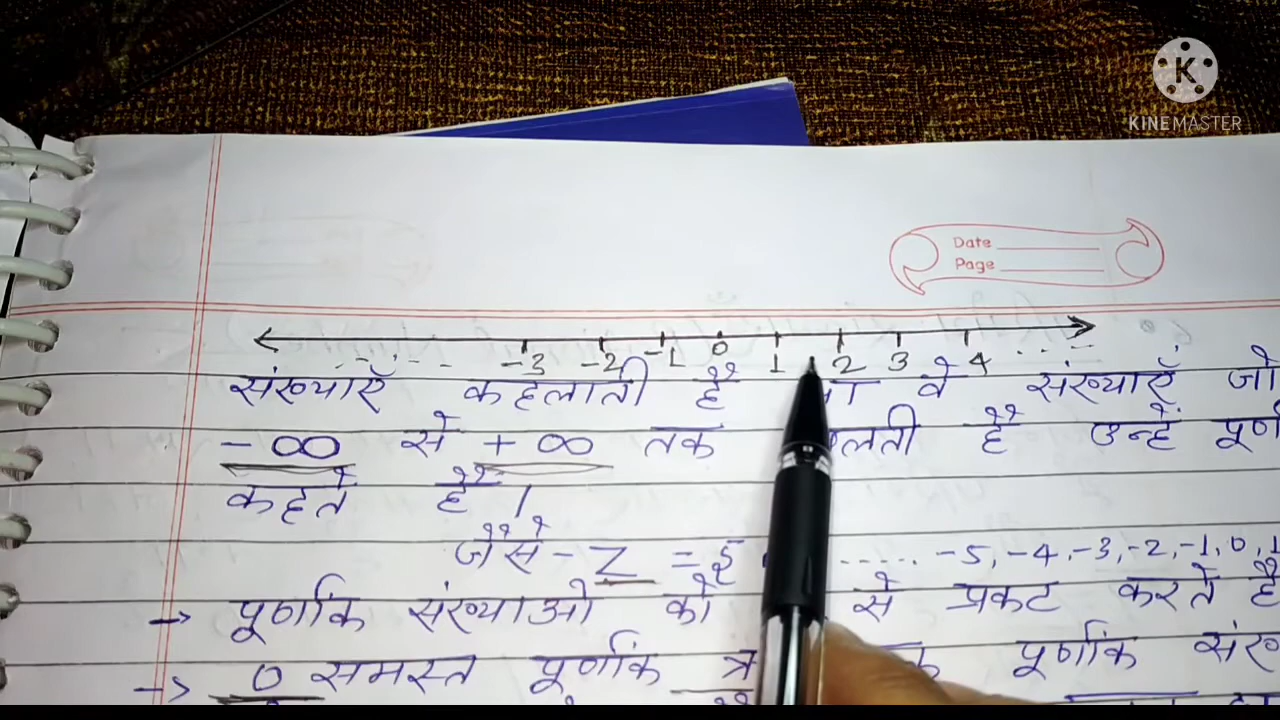 KINEMASTER
Date
Page
-3 -2 -1 0 1 2 3 4 .....
संख्याएँ कहलाती हैं वे संख्याएँ जो
-∞ से +∞ तक हैं उन्हें पूर्ण
कहते हैं।
जैसे - Z = { ..... -5, -4, -3, -2, -1, 0, 1
→ पूर्णांक संख्याओं को से प्रकट करते हैं
→ 0 समस्त पूर्णांक पूर्णांक